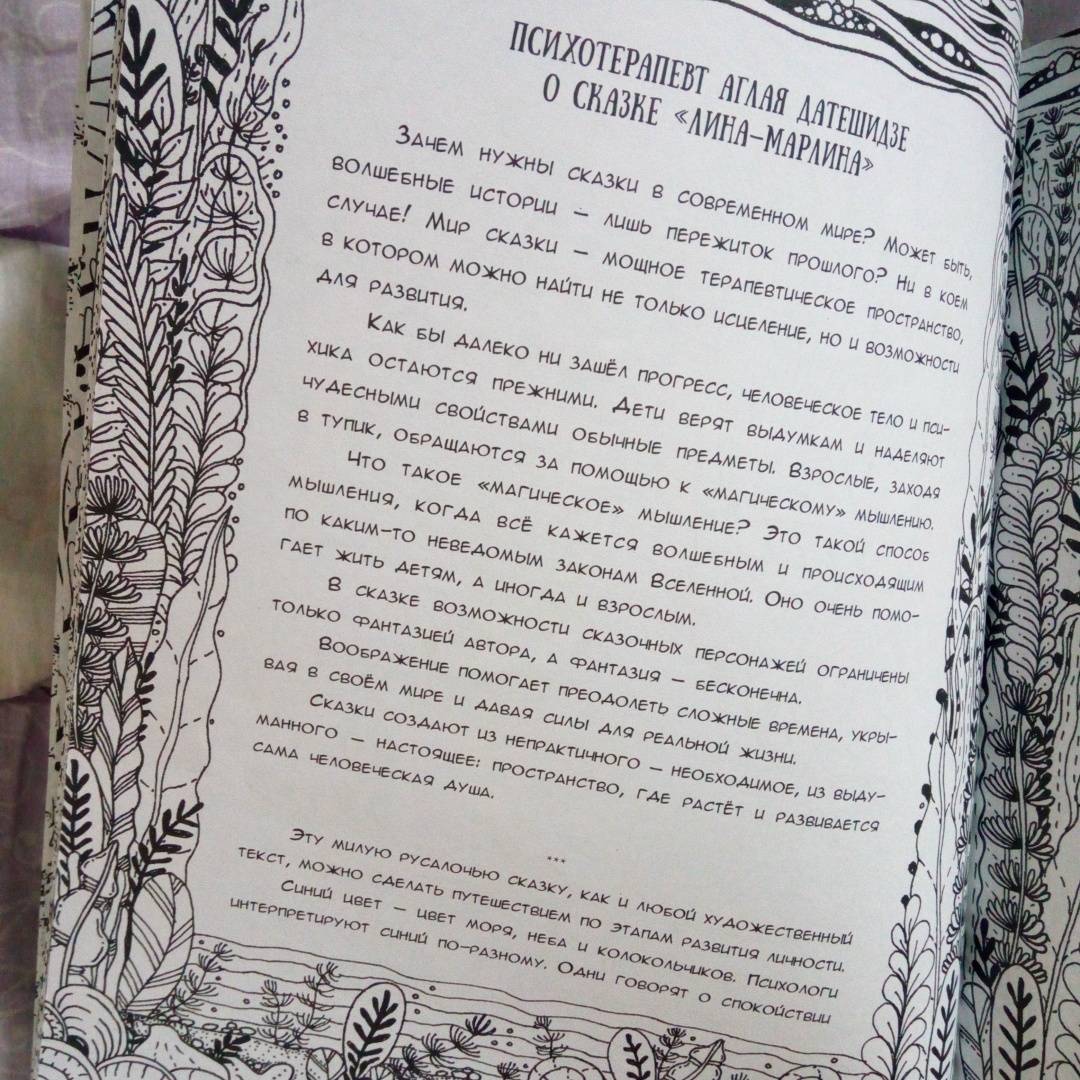 ПСИХОТЕРАПЕВТ АГЛАЯ ДАТЕШИДЗЕ
О СКАЗКЕ «ЛИНА-МАРЛИНА»
Зачем нужны сказки в современном мире? Может быть,
волшебные истории – лишь пережиток прошлого? Ни в коем
случае! Мир сказки – мощное терапевтическое пространство,
в котором можно найти не только исцеление, но и возможности
для развития.
Как бы далеко ни зашёл прогресс, человеческое тело и пси-
хика остаются прежними. Дети верят выдумкам и наделяют
чудесными свойствами обычные предметы. Взрослые, заходя
в тупик, обращаются за помощью к «магическому» мышлению.
Что такое «магическое» мышление? Это такой способ
мышления, когда всё кажется волшебным и происходящим
по каким-то неведомым законам Вселенной. Оно очень помо-
гает жить детям, а иногда и взрослым.
В сказке возможности сказочных персонажей ограничены
только фантазией автора, а фантазия – бесконечна.
Воображение помогает преодолеть сложные времена, укры-
вая в своём мире и давая силы для реальной жизни.
Сказки создают из непрактичного – необходимое, из выду-
манного – настоящее: пространство, где растёт и развивается
сама человеческая душа.
***
Эту милую русалочью сказку, как и любой художественный
текст, можно сделать путешествием по этапам развития личности.
Синий цвет – цвет моря, неба и колокольчиков. Психологи
интерпретируют синий по-разному. Одни говорят о спокойствии